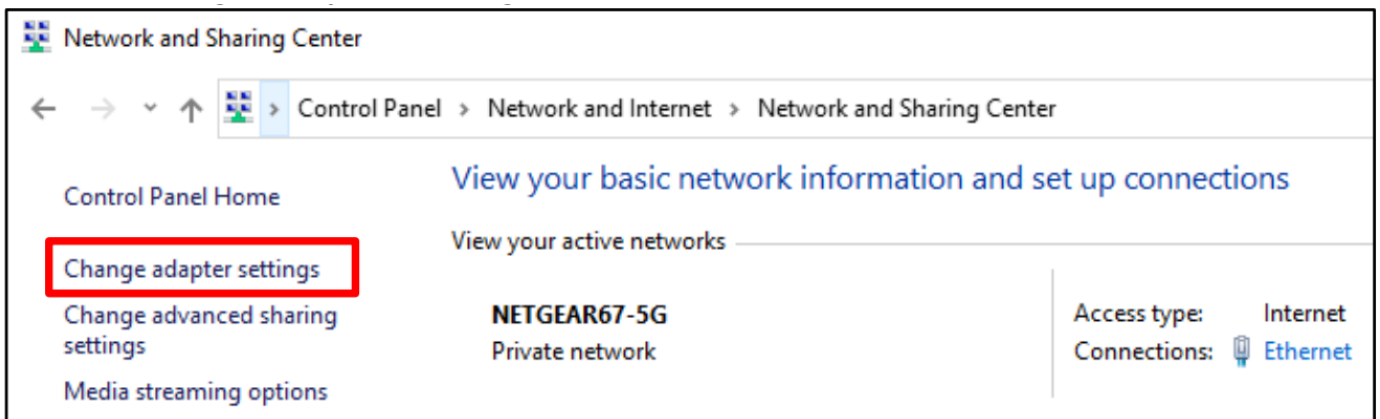 Network and Sharing Center
Control Panel > Network and Internet > Network and Sharing Center
Control Panel Home
View your basic network information and set up connections
View your active networks
Change adapter settings
Change advanced sharing
settings
Media streaming options
NETGEAR67-5G
Private network
Access type: Internet
Connections: Ethernet